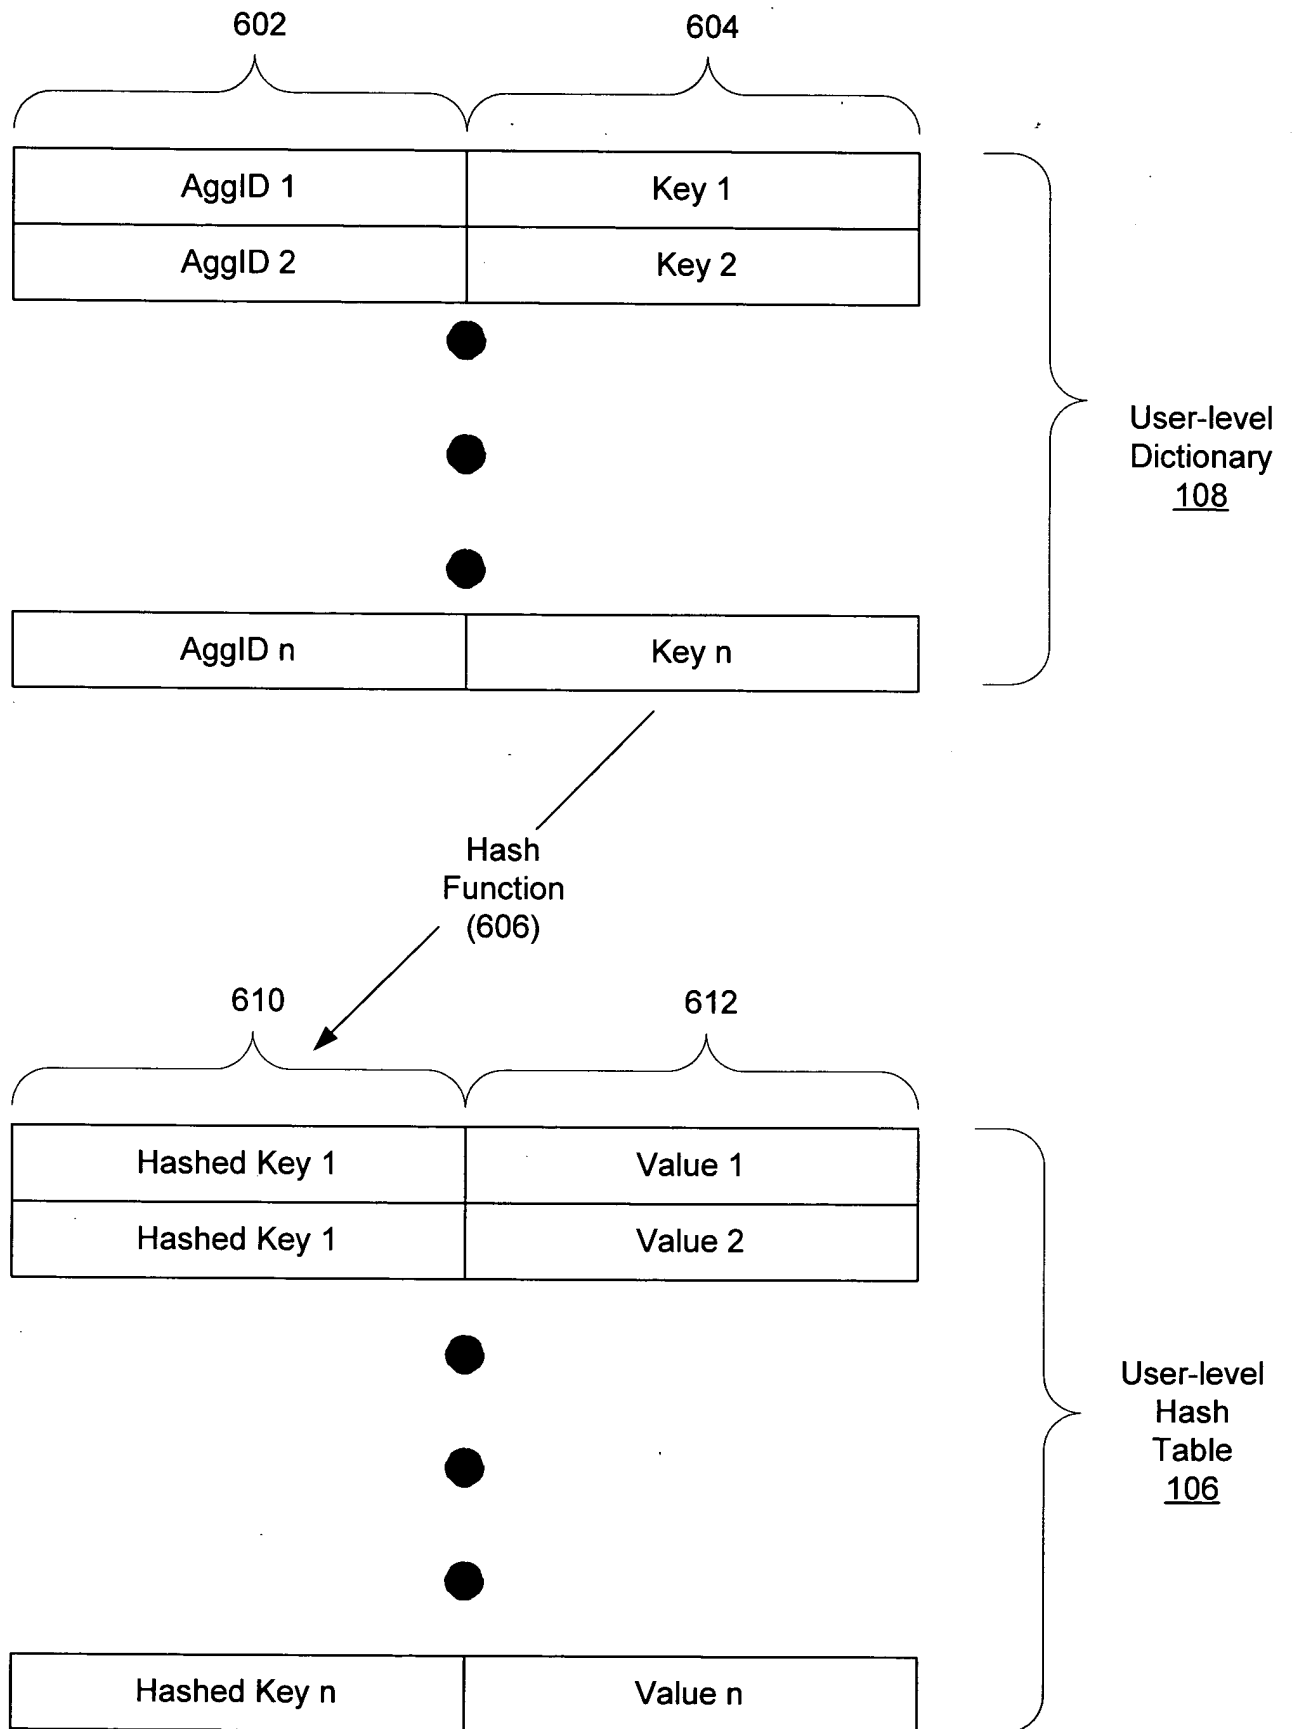 602
604
AggID 1
Key 1
AggID 2
Key 2
User-level
Dictionary
108
AggID n
Key n
Hash
Function
(606)
610
612
Hashed Key 1
Value 1
Hashed Key 1
Value 2
User-level
Hash
Table
106
Hashed Key n
Value n